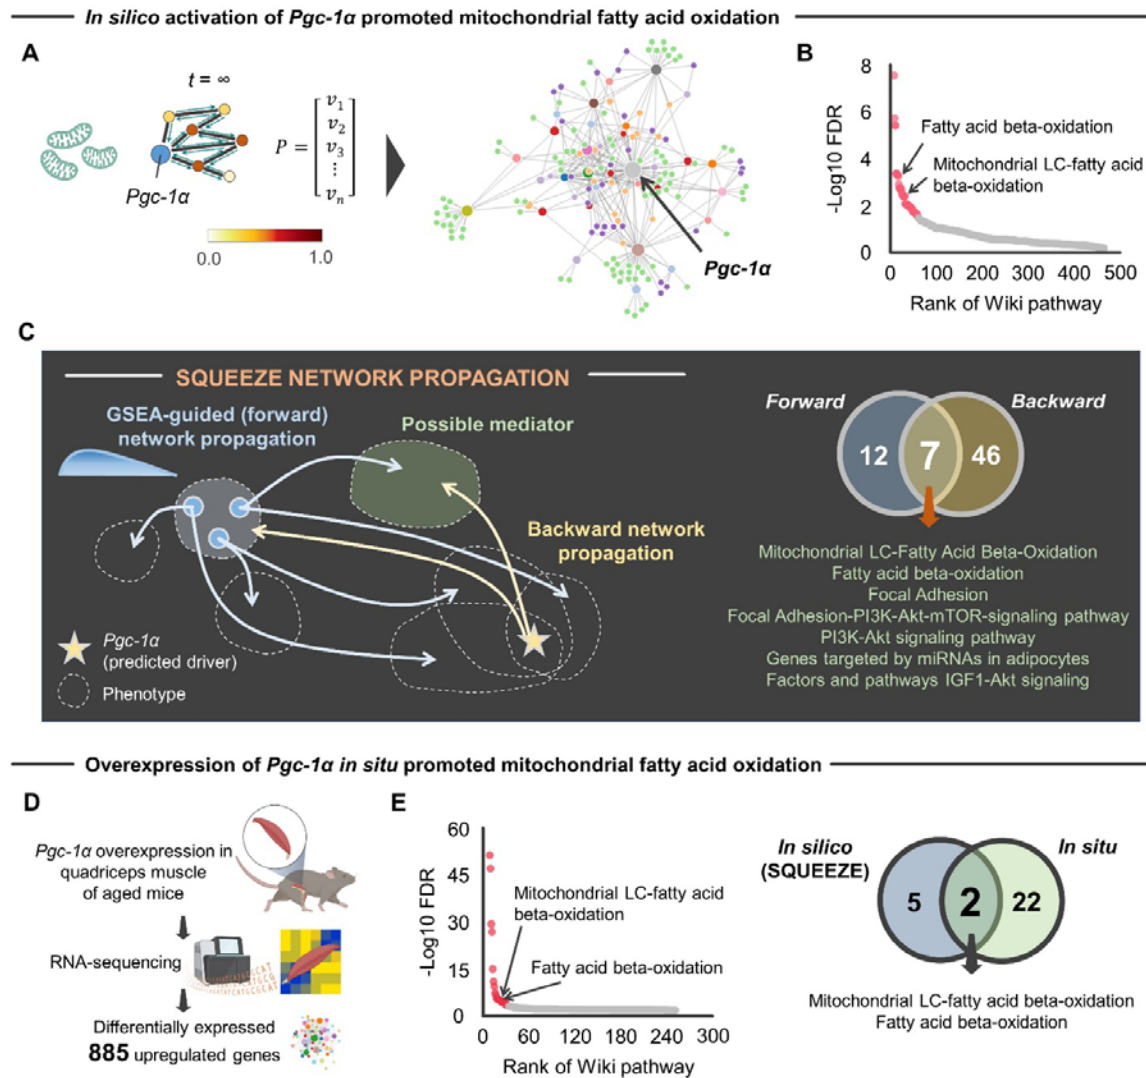 In silico activation of Pgc-1α promoted mitochondrial fatty acid oxidation
A
t = ∞
P =
v1
v2
v3
⋮
vn
Pgc-1α
0.0
1.0
Pgc-1α
B
8
6
4
2
0
-Log10 FDR
Fatty acid beta-oxidation
Mitochondrial LC-fatty acid
beta-oxidation
100 200 300 400 500
Rank of Wiki pathway
C
SQUEEZE NETWORK PROPAGATION
GSEA-guided (forward)
network propagation
Possible mediator
Backward network
propagation
Pgc-1α
(predicted driver)
Phenotype
Forward
Backward
12
7
46
Mitochondrial LC-Fatty Acid Beta-Oxidation
Fatty acid beta-oxidation
Focal Adhesion
Focal Adhesion-PI3K-Akt-mTOR-signaling pathway
PI3K-Akt signaling pathway
Genes targeted by miRNAs in adipocytes
Factors and pathways IGF1-Akt signaling
Overexpression of Pgc-1α in situ promoted mitochondrial fatty acid oxidation
D
Pgc-1α overexpression in
quadriceps muscle
of aged mice
RNA-sequencing
Differentially expressed
885 upregulated genes
E
60
45
30
15
0
-Log10 FDR
Mitochondrial LC-fatty acid
beta-oxidation
Fatty acid beta-oxidation
0 60 120 180 240 300
Rank of Wiki pathway
In silico
(SQUEEZE)
In situ
5
2
22
Mitochondrial LC-fatty acid beta-oxidation
Fatty acid beta-oxidation